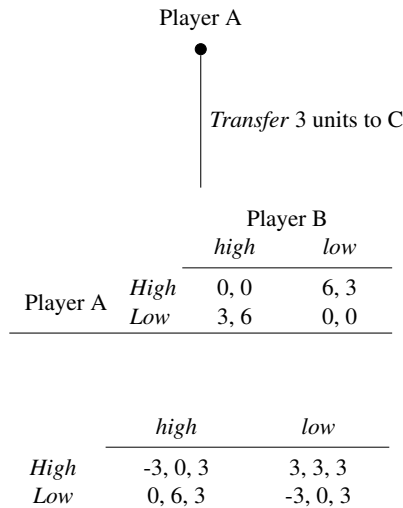 Player A
Transfer 3 units to C
Player B
high low
High 0, 0 6, 3
Player A
Low 3, 6 0, 0
high low
High -3, 0, 3 3, 3, 3
Low 0, 6, 3 -3, 0, 3